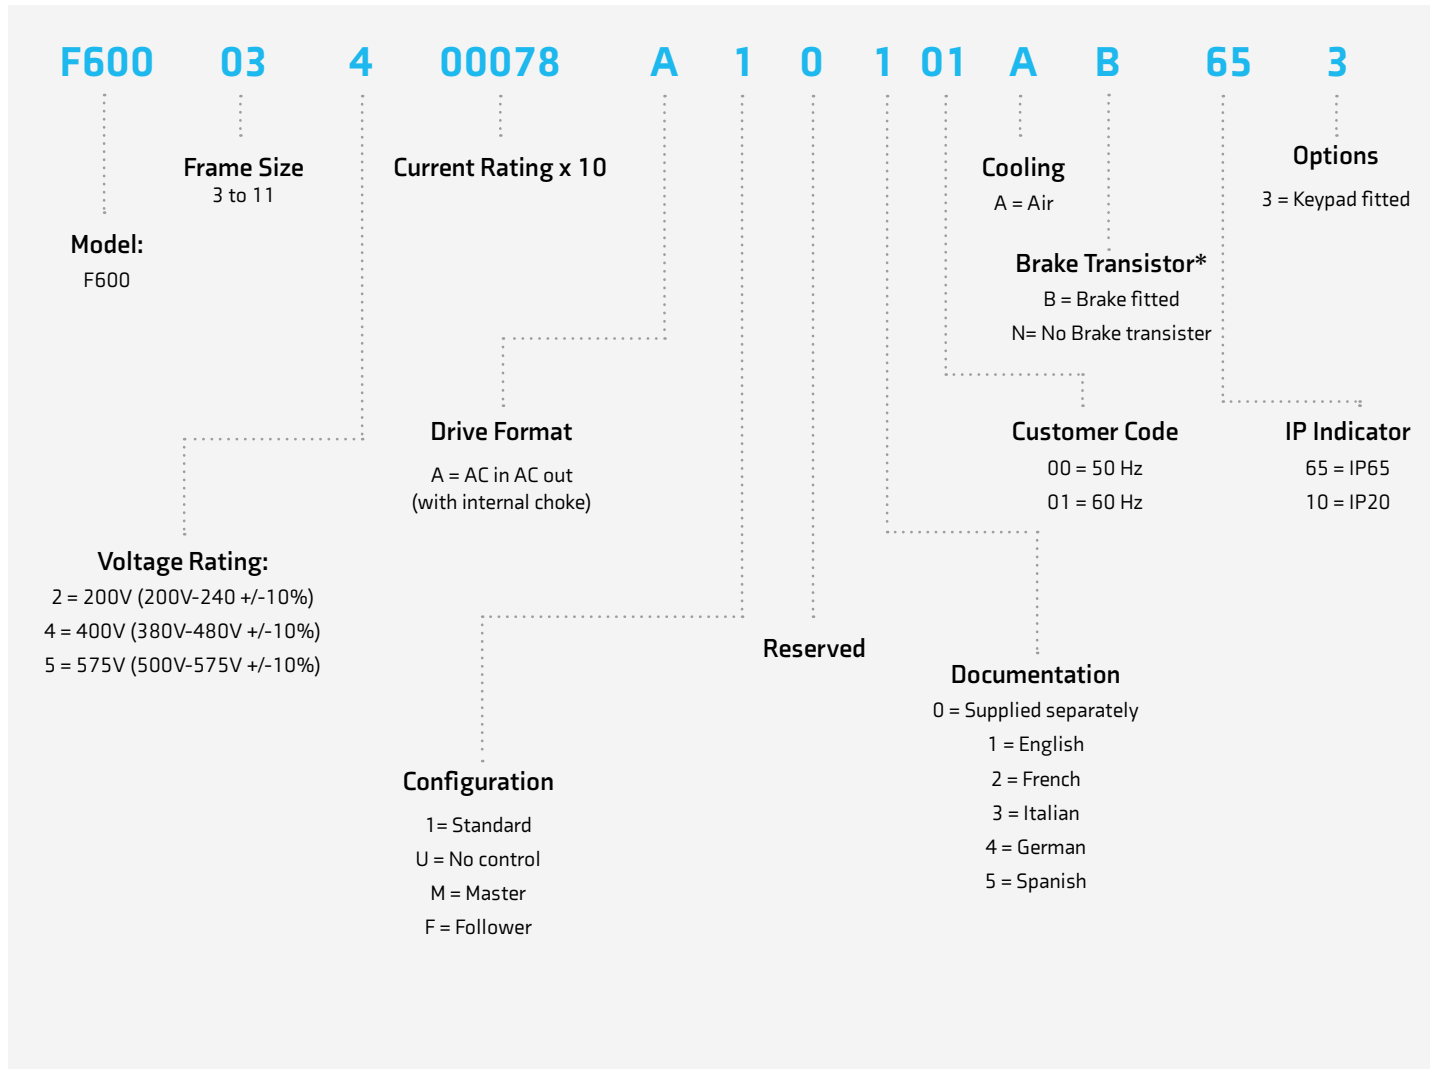 F600 03 4 00078 A 1 0 1 01 A B 65 3
Frame Size
3 to 11
Current Rating x 10
Cooling
A = Air
Options
3 = Keypad fitted
Model:
F600
Brake Transistor*
B = Brake fitted
N= No Brake transister
Drive Format
A = AC in AC out
(with internal choke)
Customer Code
00 = 50 Hz
01 = 60 Hz
IP Indicator
65 = IP65
10 = IP20
Voltage Rating:
2 = 200V (200V-240 +/-10%)
4 = 400V (380V-480V +/-10%)
5 = 575V (500V-575V +/-10%)
Reserved
Documentation
0 = Supplied separately
1 = English
2 = French
3 = Italian
4 = German
5 = Spanish
Configuration
1= Standard
U = No control
M = Master
F = Follower